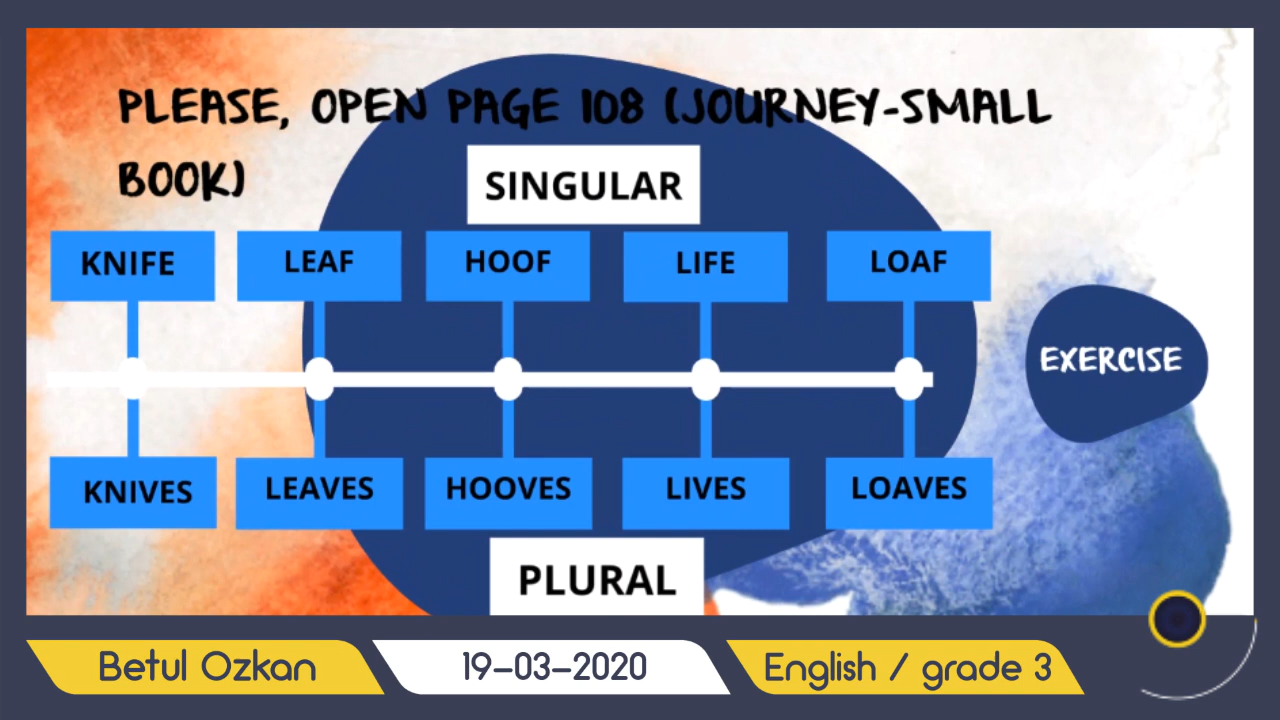 PLEASE, OPEN PAGE 108 (JOURNEY-SMALL
BOOK)
SINGULAR
KNIFE LEAF HOOF LIFE LOAF
EXERCISE
KNIVES LEAVES HOOVES LIVES LOAVES
PLURAL
Betul Ozkan 19-03-2020 English / grade 3